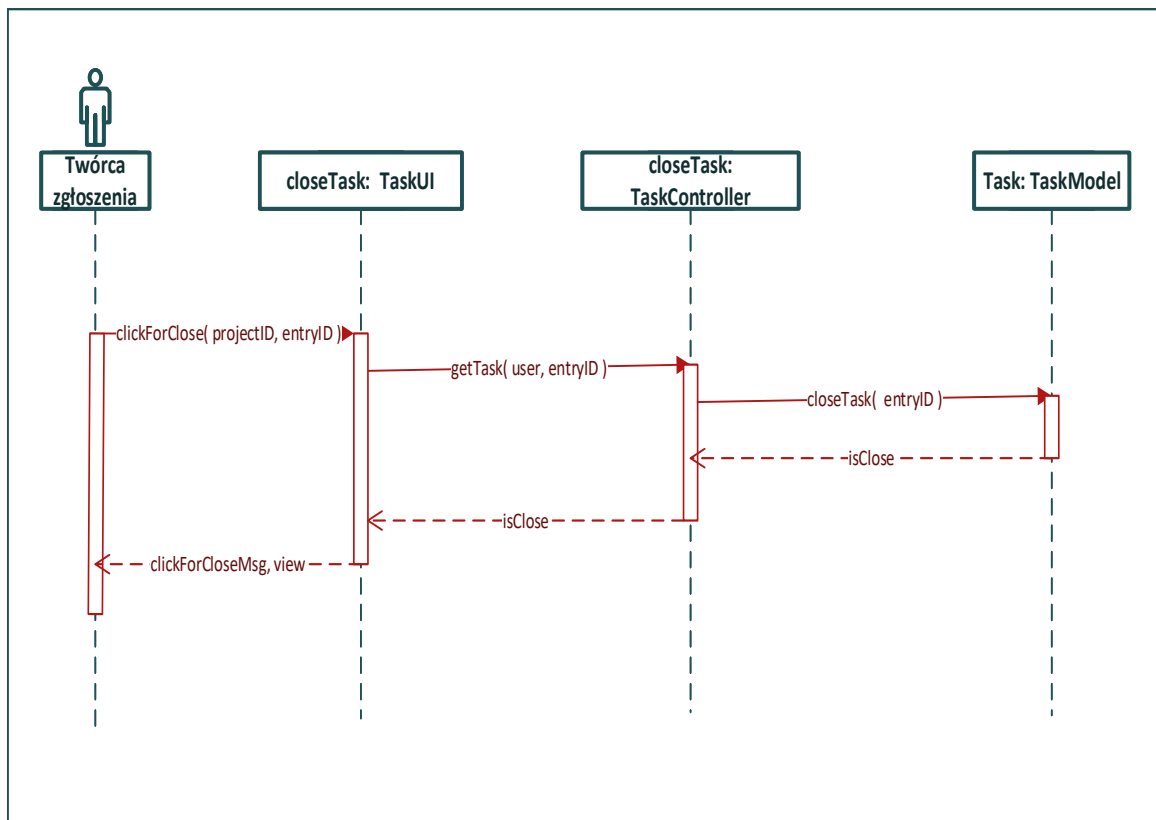 Twórca
zgłoszenia
closeTask:  TaskUI
closeTask:
TaskController
Task: TaskModel
clickForClose( projectID, entryID )
getTask( user, entryID )
closeTask(  entryID )
isClose
isClose
clickForCloseMsg, view